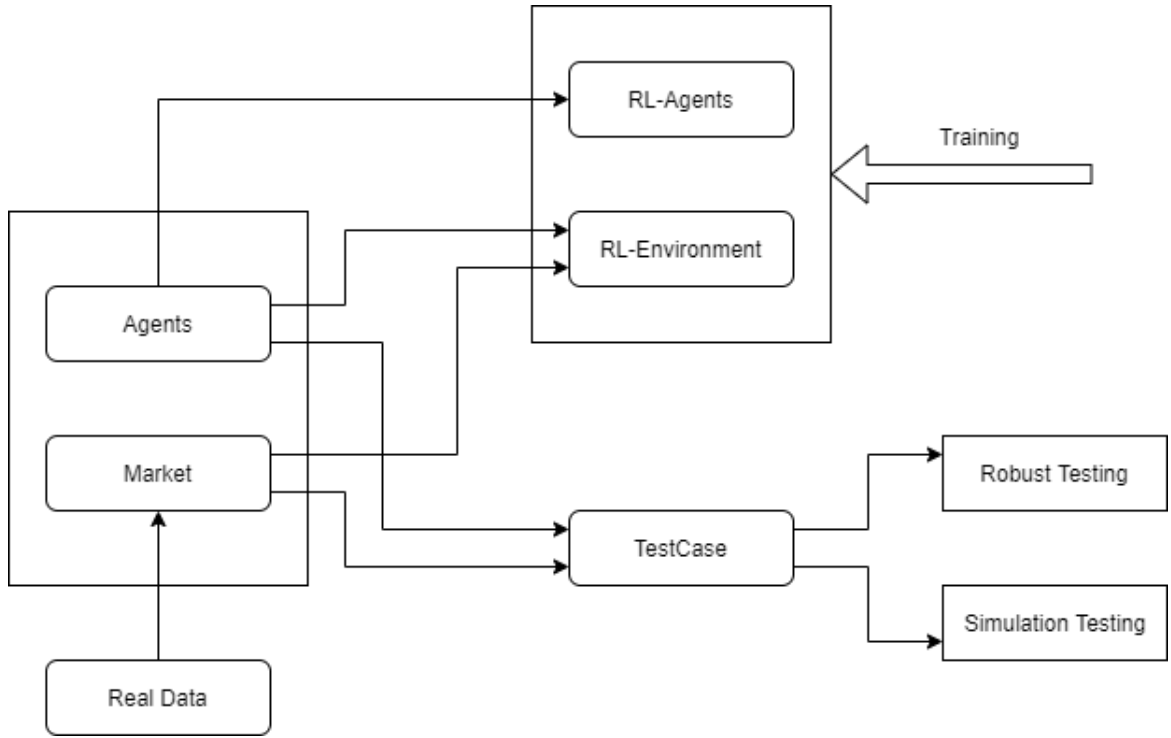 RL-Agents
Training
RL-Environment
Agents
Market
Robust Testing
TestCase
Simulation Testing
Real Data